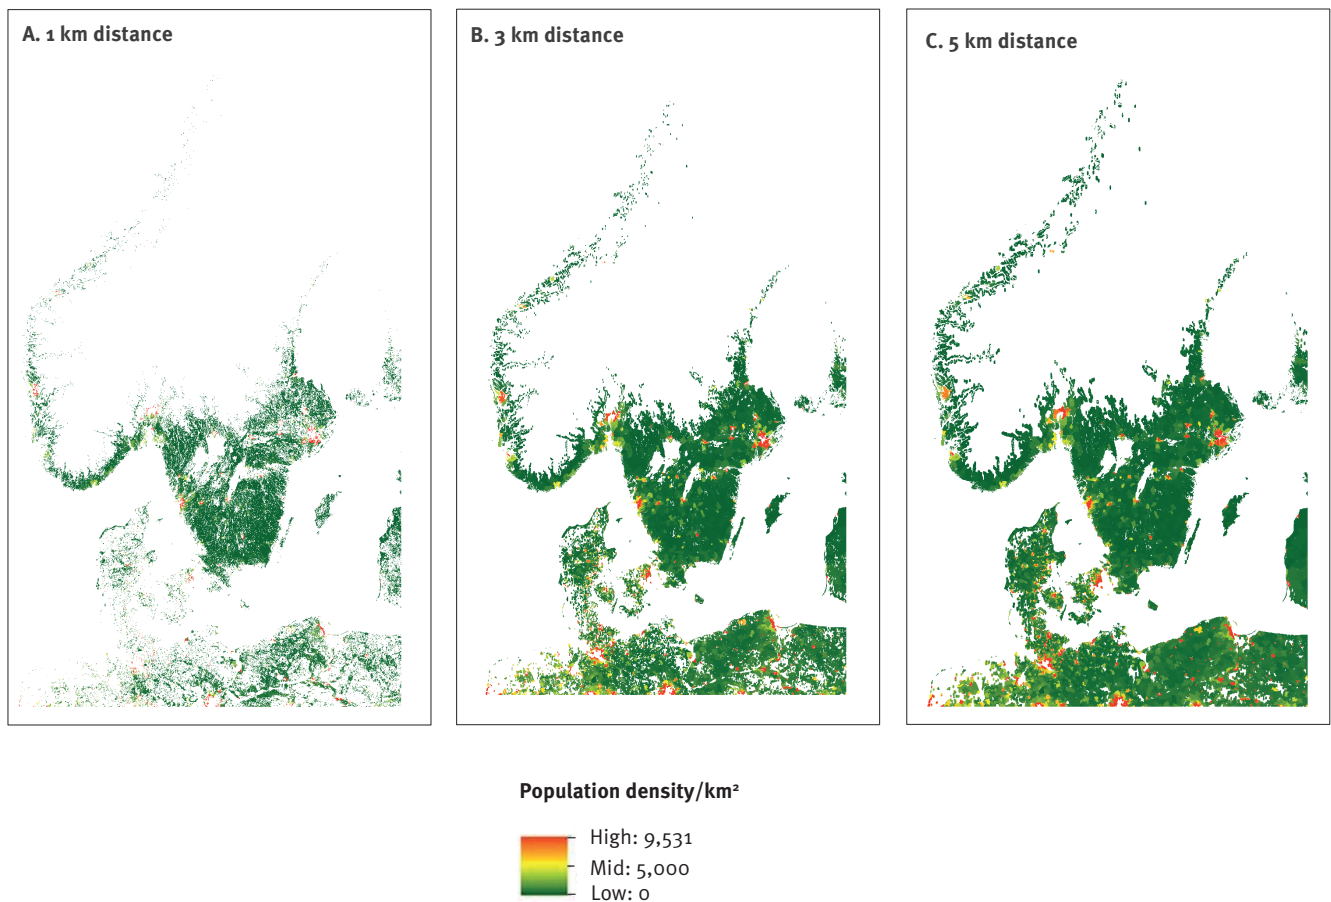 A. 1 km distance
B. 3 km distance
C. 5 km distance
Population density/km²
High: 9,531
Mid: 5,000
Low: 0